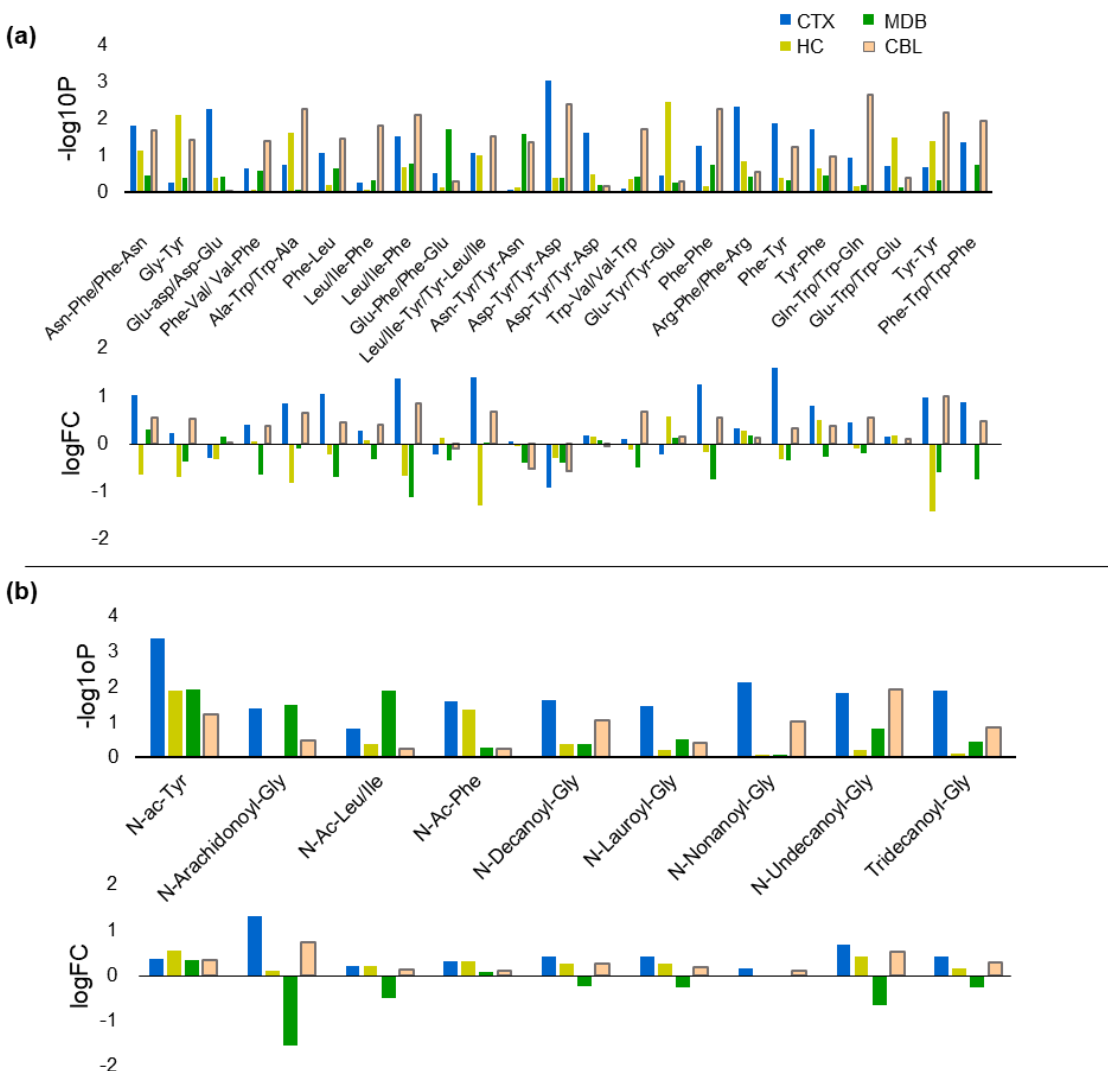 (a)
CTX
MDB
HC
CBL
-log10P
4
3
2
1
0
Asn-Phe/Phe-Asn
Gly-Tyr
Glu-asp/Asp-Glu
Phe-Val/ Val-Phe
Ala-Trp/Trp-Ala
Phe-Leu
Leu/Ile-Phe
Leu/Ile-Phe
Glu-Phe/Phe-Glu
Leu/Ile-Tyr/Tyr-Leu/Ile
Asn-Tyr/Tyr-Asn
Asp-Tyr/Tyr-Asp
Asp-Tyr/Tyr-Asp
Trp-Val/Val-Trp
Glu-Tyr/Tyr-Glu
Phe-Phe
Arg-Phe/Phe-Arg
Phe-Tyr
Tyr-Phe
Gln-Trp/Trp-Gln
Glu-Trp/Trp-Glu
Tyr-Tyr
Phe-Trp/Trp-Phe
logFC
2
1
0
-1
-2
(b)
-log1oP
4
3
2
1
0
N-ac-Tyr
N-Arachidonoyl-Gly
N-Ac-Leu/Ile
N-Ac-Phe
N-Decanoyl-Gly
N-Lauroyl-Gly
N-Nonanoyl-Gly
N-Undecanoyl-Gly
Tridecanoyl-Gly
logFC
2
1
0
-1
-2